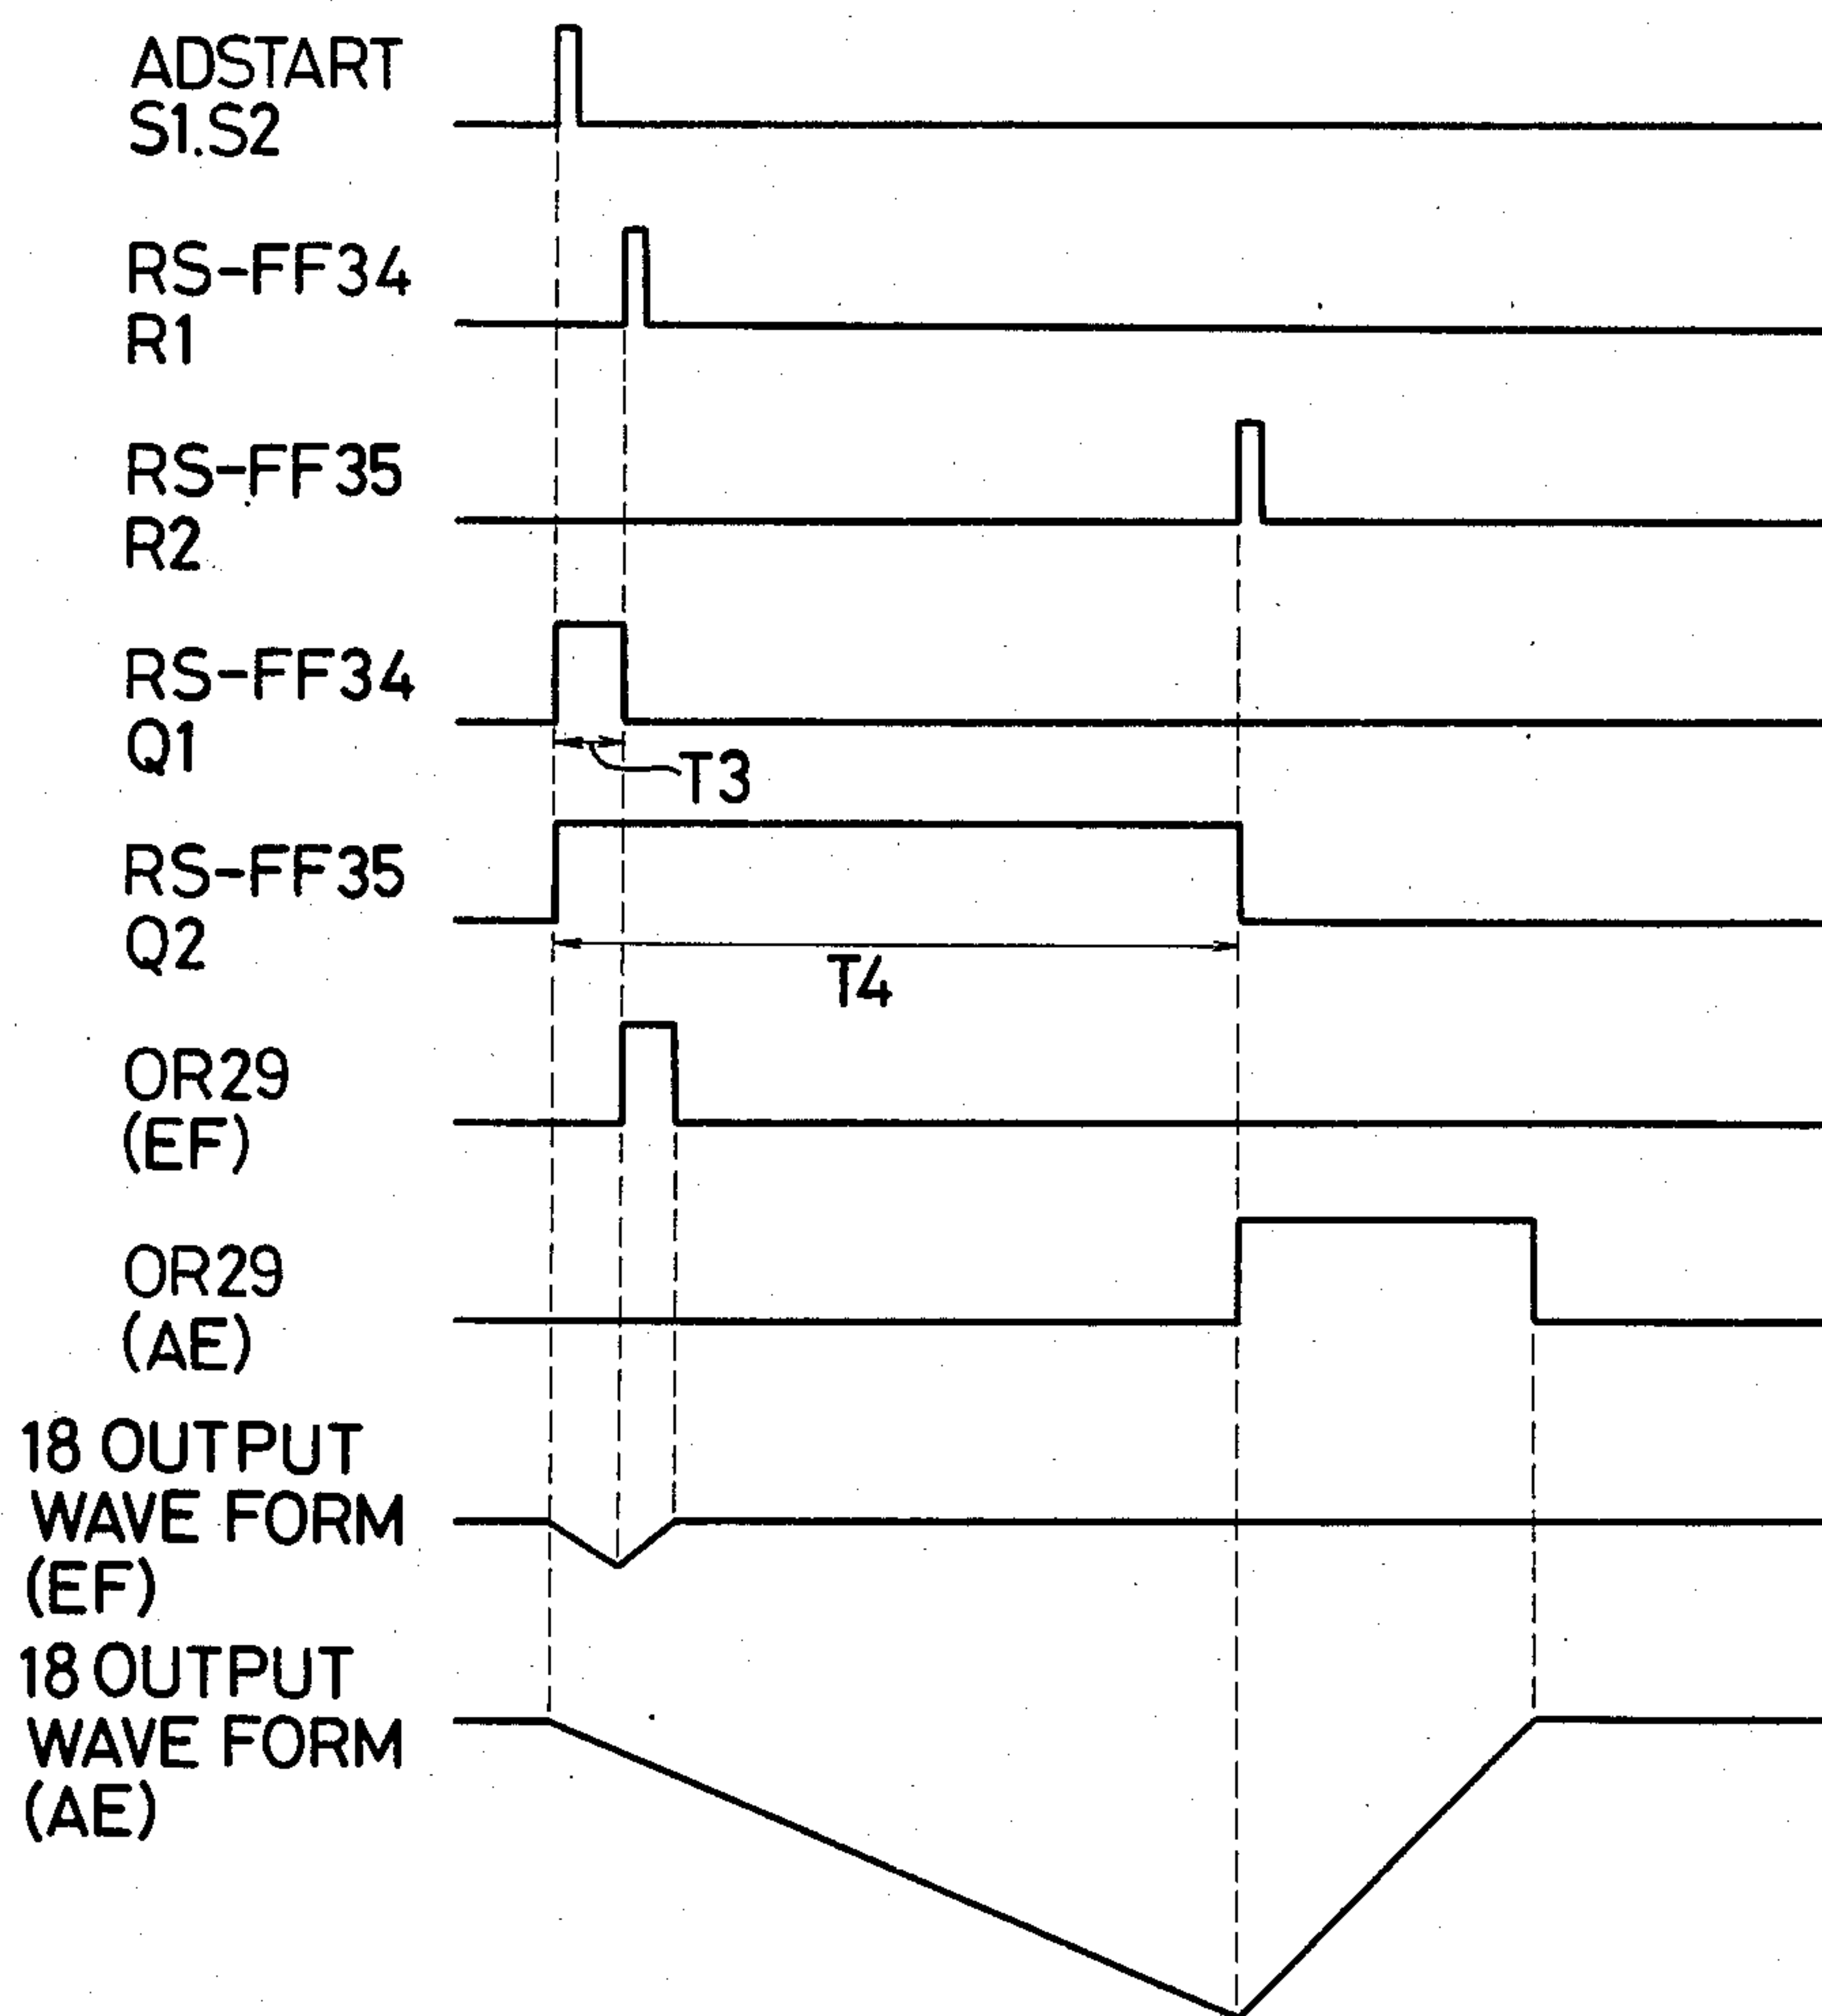 ADSTART
S1.S2
RS-FF34
R1
RS-FF35
R2
RS-FF34
Q1
T3
RS-FF35
Q2
T4
OR29
(EF)
OR29
(AE)
18 OUTPUT
WAVE FORM
(EF)
18 OUTPUT
WAVE FORM
(AE)